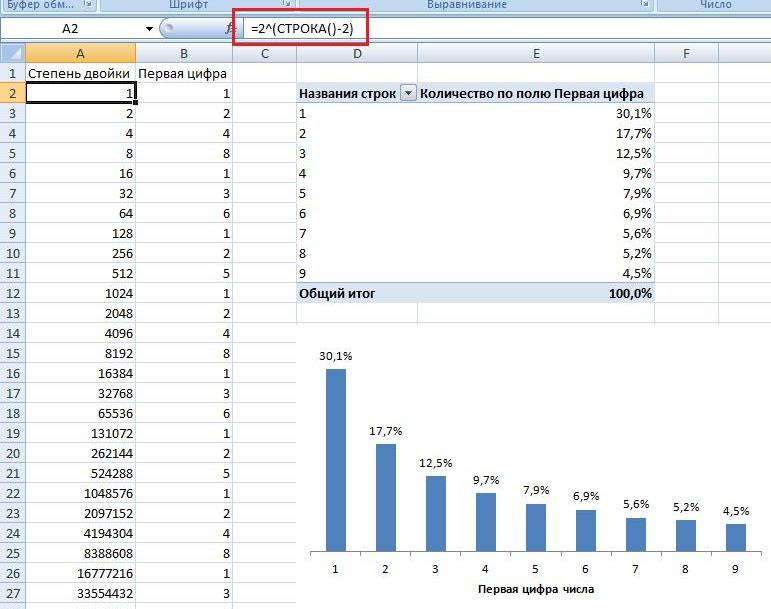 Буфер обм... Шрифт Выравнивание Число
A2 fx =2^(СТРОКА()-2)
A B C D E F
1 Степень двойки Первая цифра
2 1 1 Названия строк Количество по полю Первая цифра
3 2 2 1 30,1%
4 4 4 2 17,7%
5 8 8 3 12,5%
6 16 1 4 9,7%
7 32 3 5 7,9%
8 64 6 6 6,9%
9 128 1 7 5,6%
10 256 2 8 5,2%
11 512 5 9 4,5%
12 1024 1 Общий итог 100,0%
13 2048 2
14 4096 4
15 8192 8
16 16384 1
17 32768 3
18 65536 6
19 131072 1
20 262144 2
21 524288 5
22 1048576 1
23 2097152 2
24 4194304 4
25 8388608 8
26 16777216 1
27 33554432 3
30,1%
17,7%
12,5%
9,7%
7,9%
6,9%
5,6%
5,2%
4,5%
1 2 3 4 5 6 7 8 9
Первая цифра числа